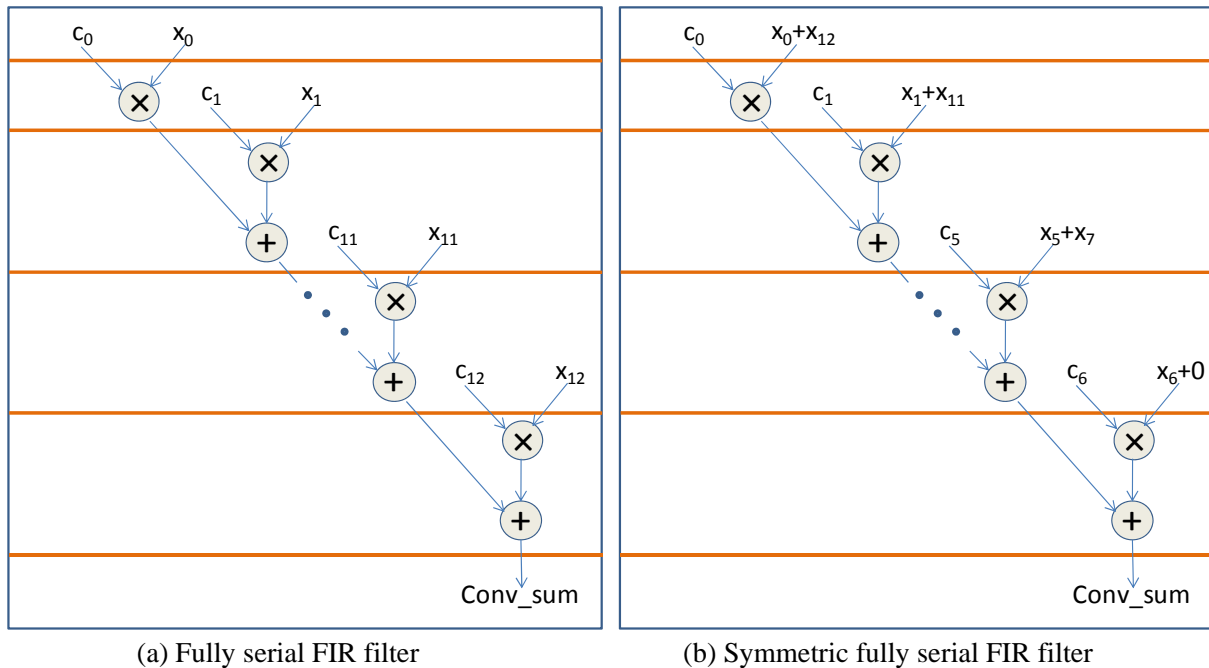 c₀ x₀
×
c₁ x₁
×
+
c₁₁ x₁₁
×
+
c₁₂ x₁₂
×
+
Conv_sum
(a) Fully serial FIR filter
c₀ x₀+x₁₂
×
c₁ x₁+x₁₁
×
+
c₅ x₅+x₇
×
+
c₆ x₆+0
×
+
Conv_sum
(b) Symmetric fully serial FIR filter